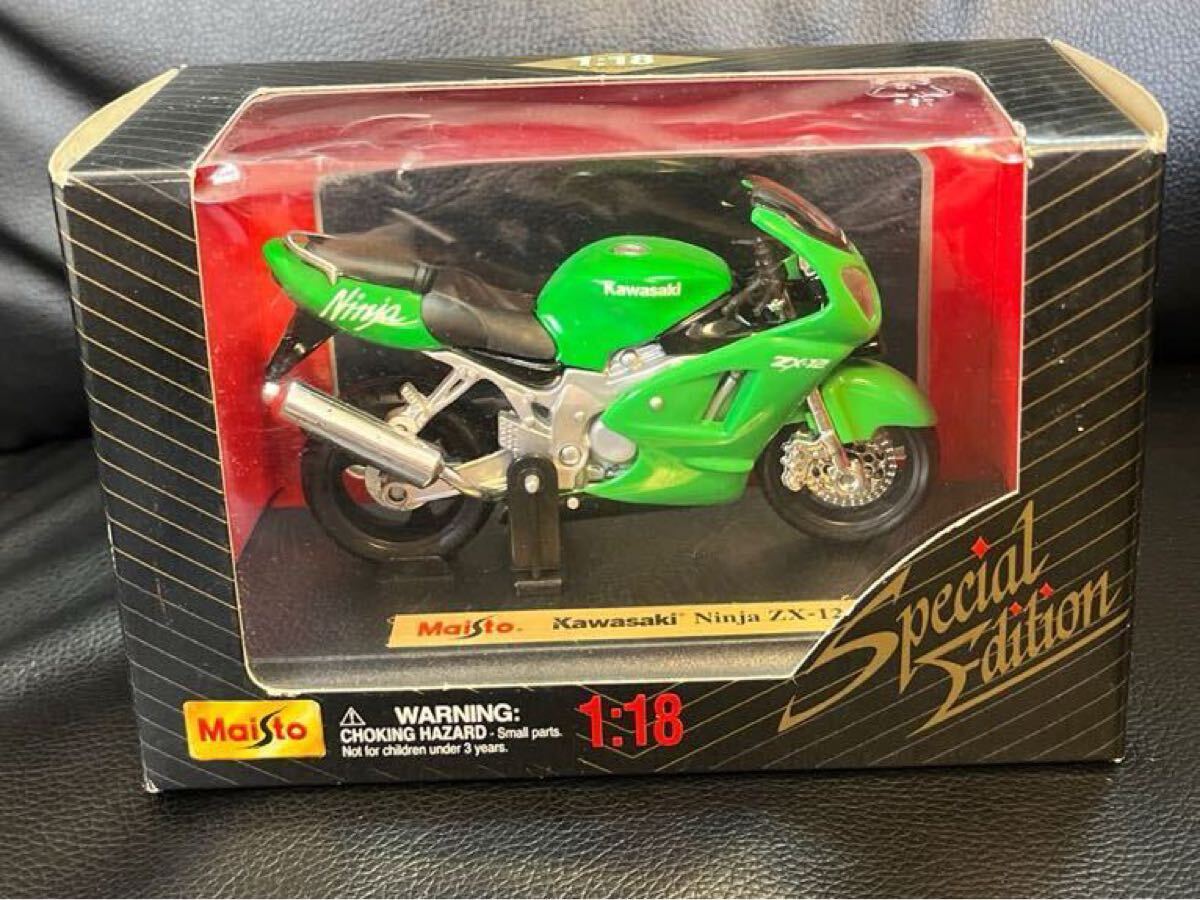 1:18
Kawasaki
Ninja
ZX-12
Maisto. Kawasaki Ninja ZX-12
Special
Edition
Maisto
WARNING:
CHOKING HAZARD - Small parts.
Not for children under 3 years.
1:18